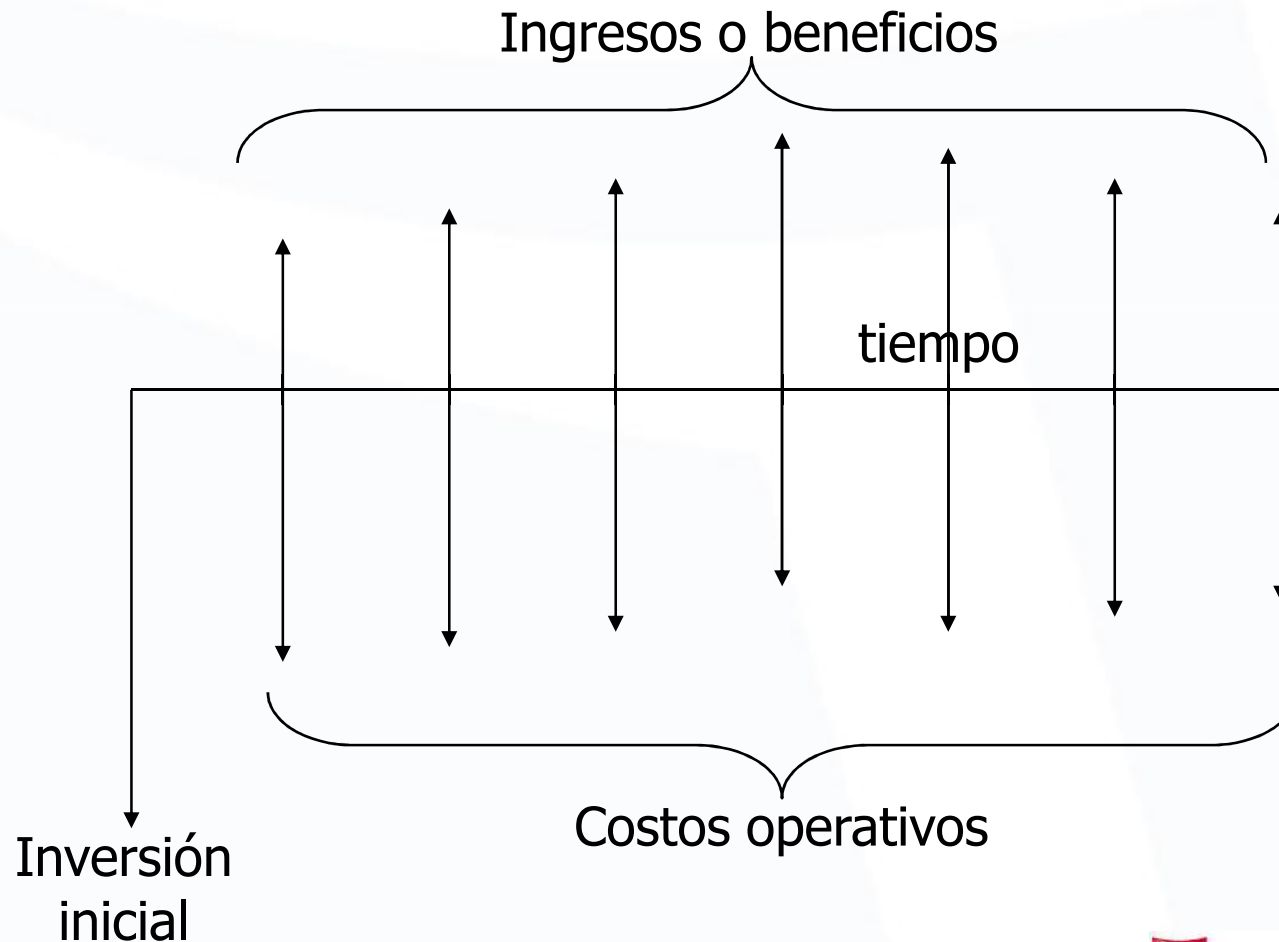 Ingresos o beneficios
tiempo
Costos operativos
Inversión
inicial